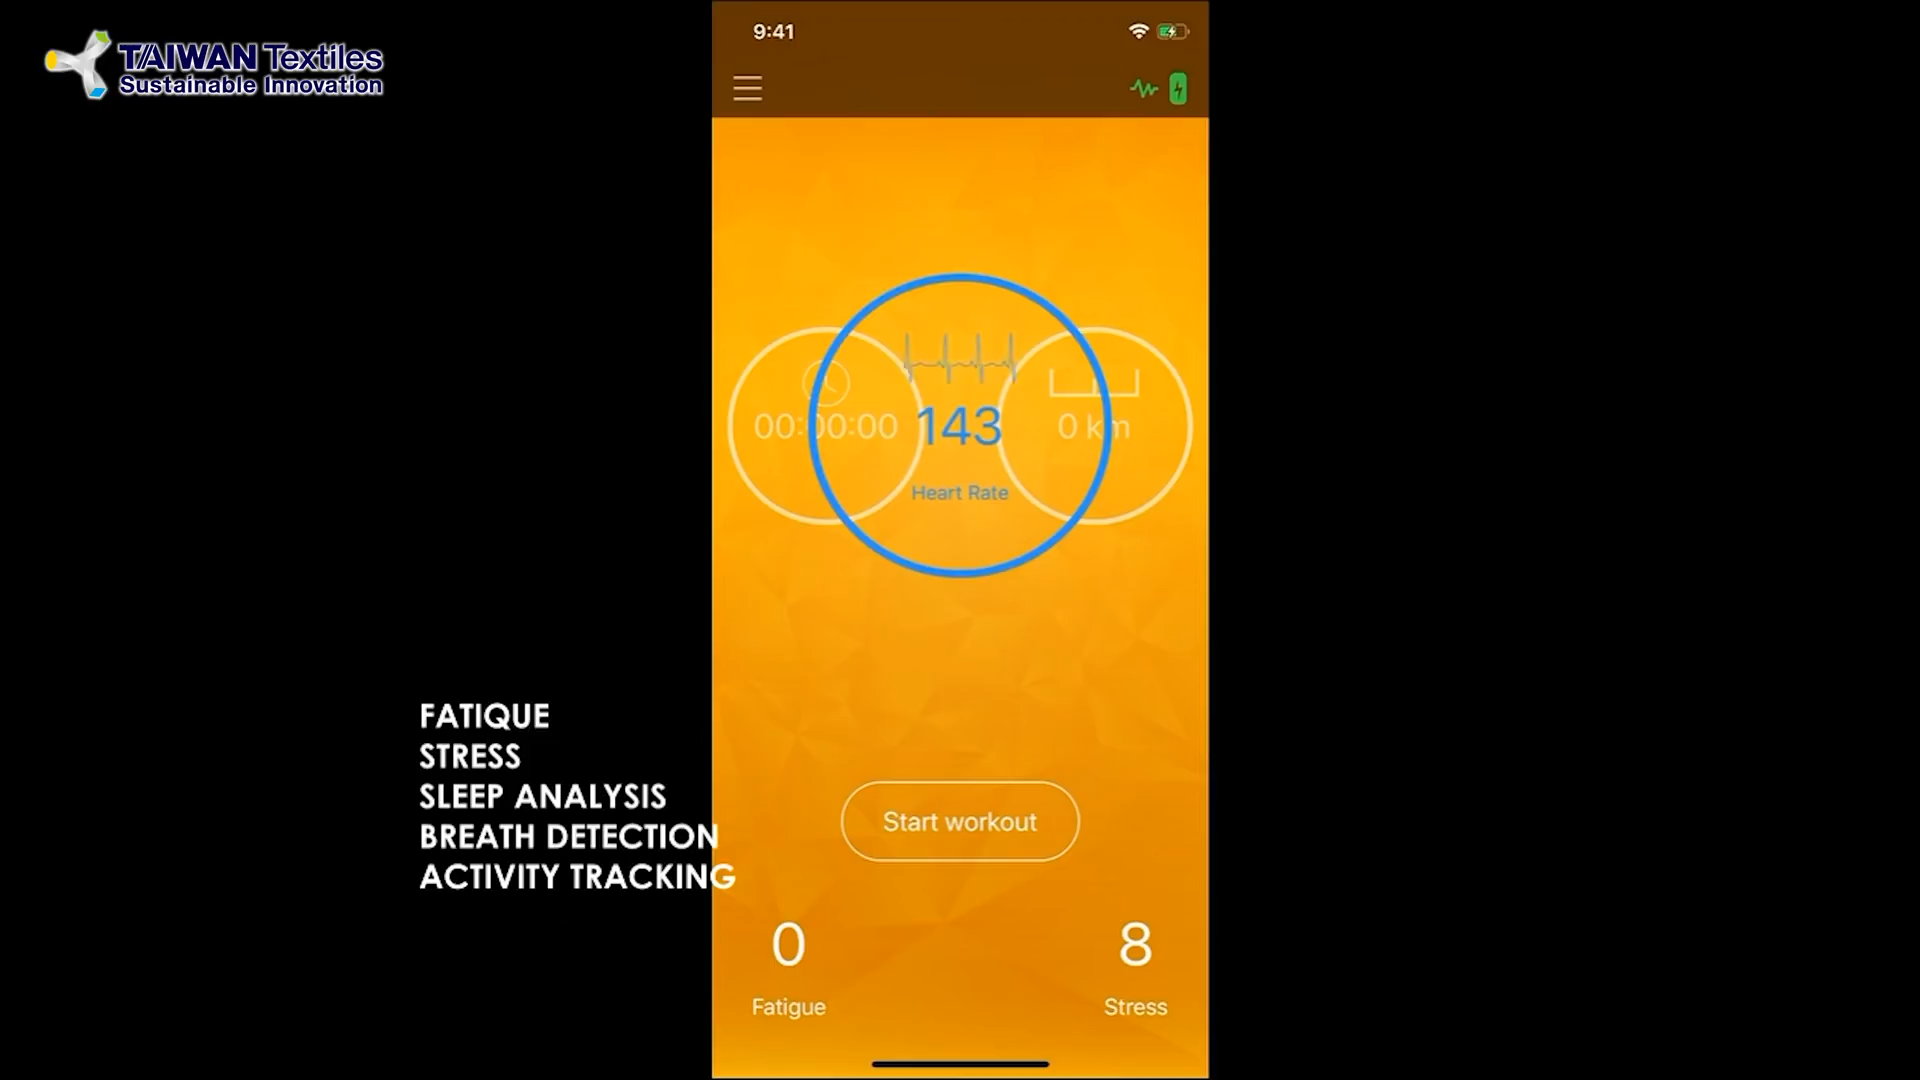 TAIWAN Textiles
Sustainable Innovation
9:41
00:00:00
143
Heart Rate
0 km
FATIQUE
STRESS
SLEEP ANALYSIS
BREATH DETECTION
ACTIVITY TRACKING
Start workout
0
Fatigue
8
Stress